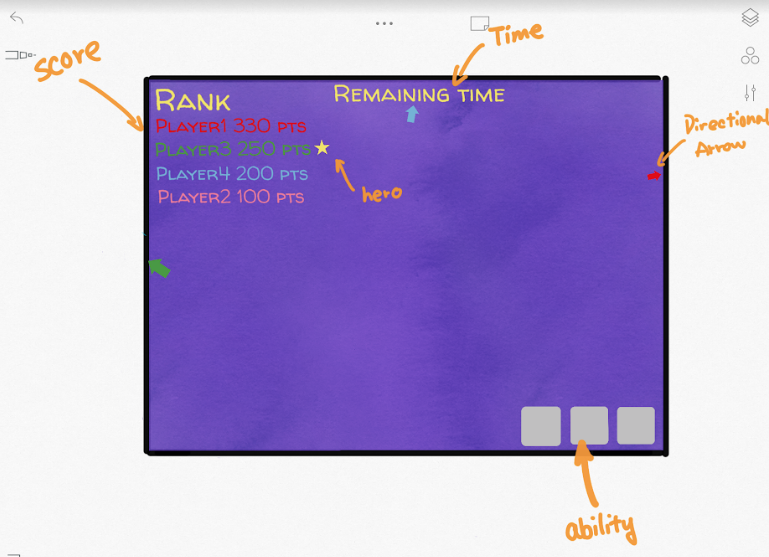 Score
Time
Rank
Remaining time
Player1 330 pts
Player3 250 pts
Player4 200 pts
Player2 100 pts
Directional
Arrow
hero
ability